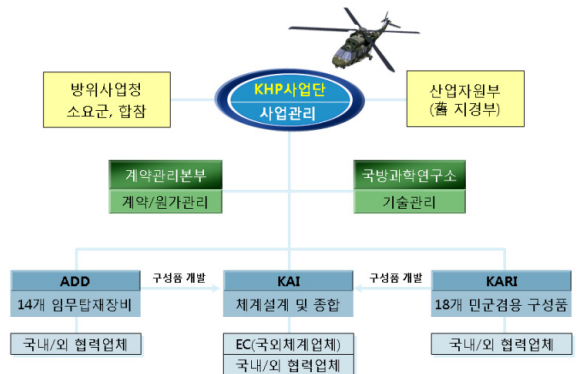 KHP사업단
사업관리
방위사업청
소요군, 합참
산업자원부
(舊 지경부)
계약관리본부
계약/원가관리
국방과학연구소
기술관리
ADD
14개 임무탑재장비
국내/외 협력업체
구성품 개발
KAI
체계설계 및 종합
EC(국외체계업체)
국내/외 협력업체
구성품 개발
KARI
18개 민군겸용 구성품
국내/외 협력업체